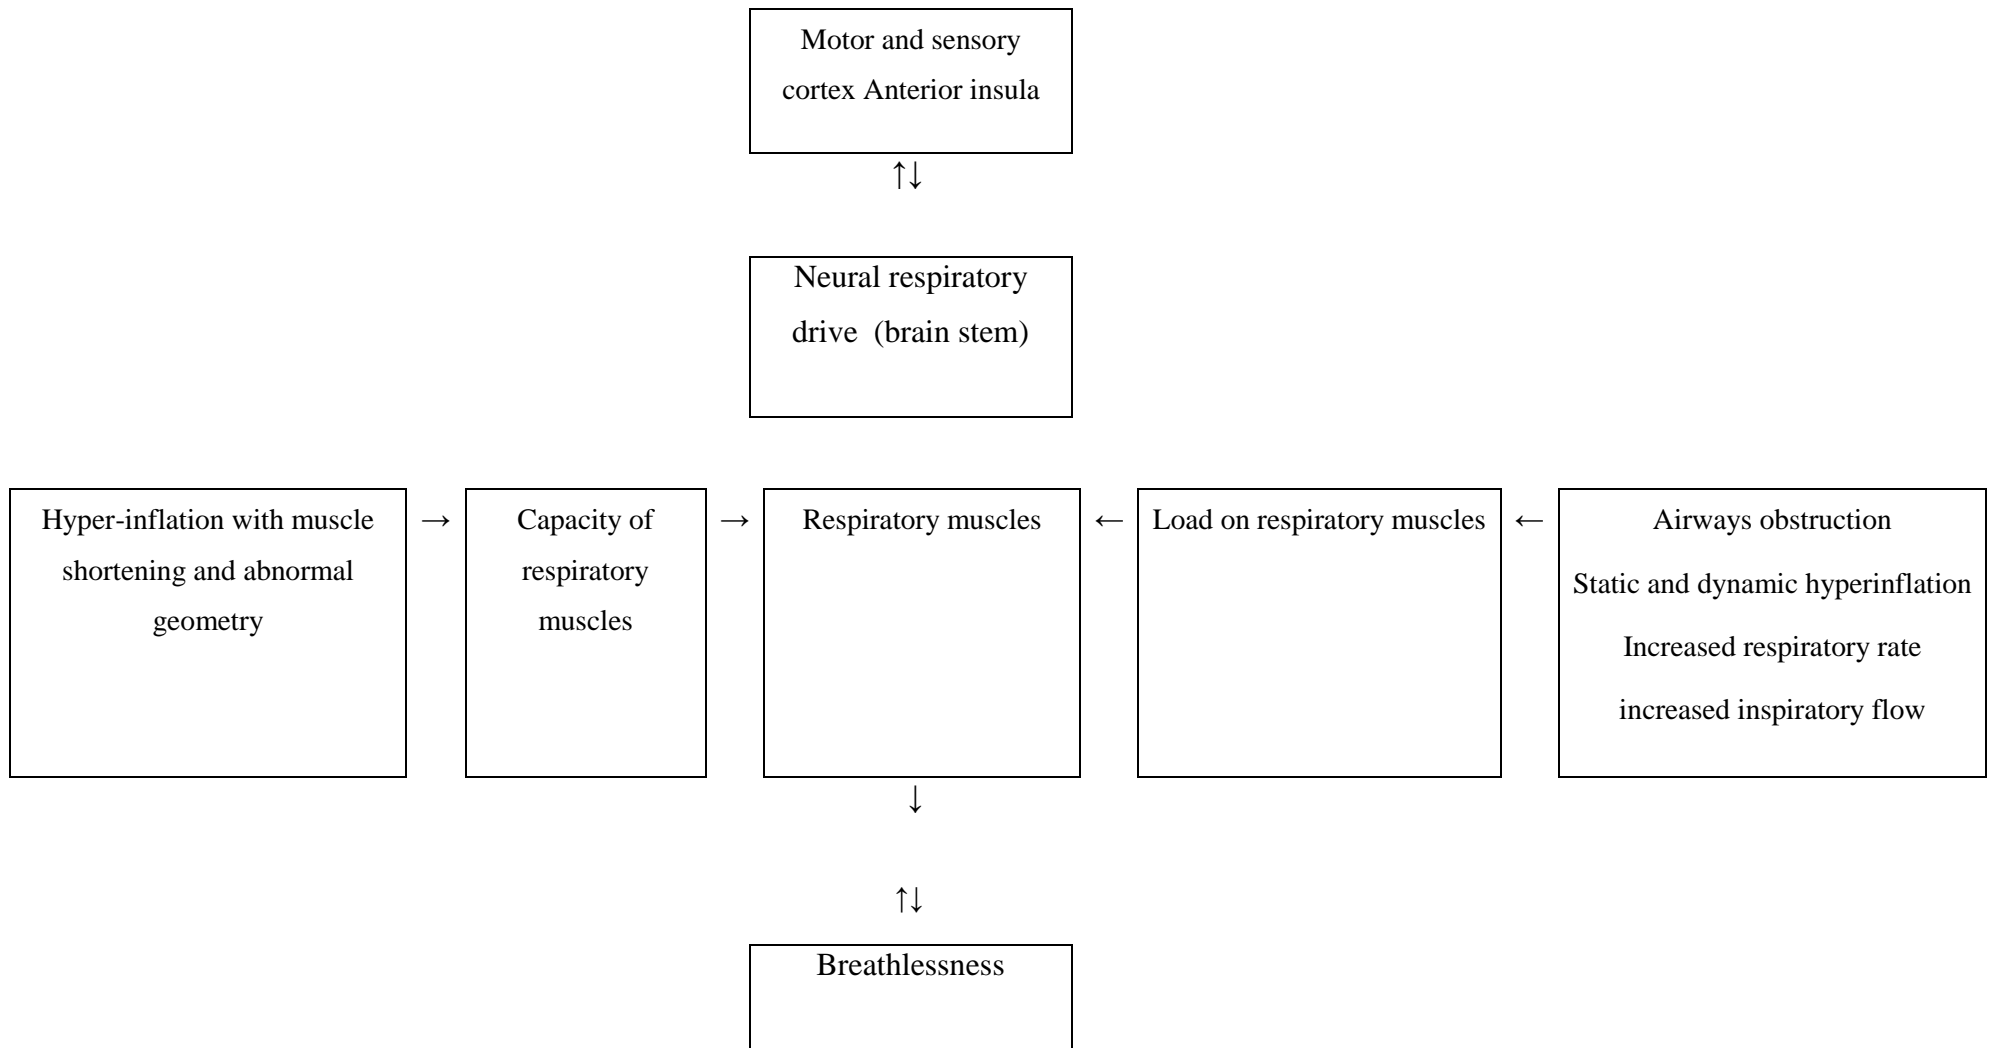 Motor and sensory
cortex Anterior insula
↑↓
Neural respiratory
drive (brain stem)
Hyper-inflation with muscle
shortening and abnormal
geometry
→
Capacity of
respiratory
muscles
→
Respiratory muscles
←
Load on respiratory muscles
←
Airways obstruction
Static and dynamic hyperinflation
Increased respiratory rate
increased inspiratory flow
↓
↑↓
Breathlessness